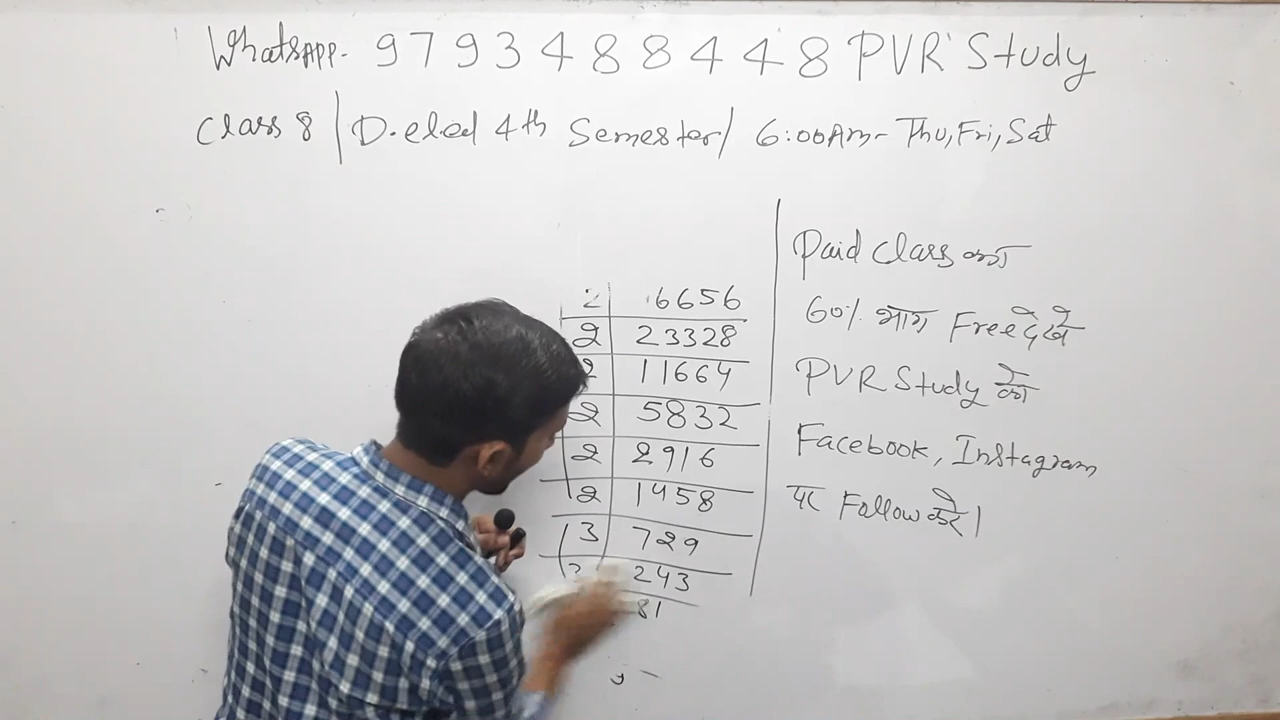 WhatsApp- 9793488448 PVR Study
Class 8 | D.eled 4th Semester / 6:00Am- Thu, Fri, Sat
Paid Class का
60% भाग Free दे खे
PVR Study को
Facebook, Instagram
पर Follow करे।
2 6656
2 23328
2 11664
2 5832
2 2916
2 1458
3 729
243
81